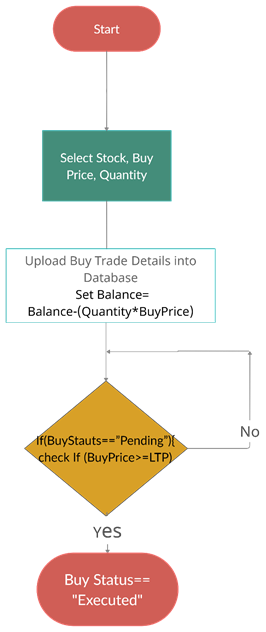 Start
Select Stock, Buy
Price, Quantity
Upload Buy Trade Details into
Database
Set Balance=
Balance-(Quantity*BuyPrice)
If(BuyStauts=="Pending"){
check If (BuyPrice>=LTP)
No
Yes
Buy Status==
"Executed"